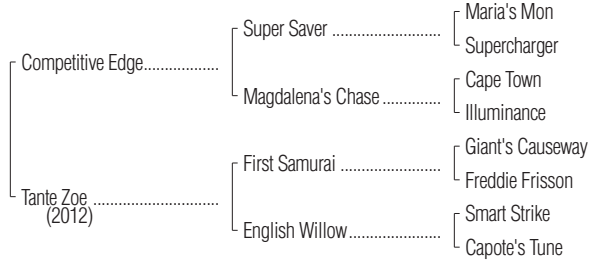 Maria's Mon
Super Saver ..........................
Supercharger
Competitive Edge..................
Cape Town
Magdalena's Chase ..............
Illuminance
Giant's Causeway
First Samurai ........................
Freddie Frisson
Tante Zoe ..............................
(2012)
Smart Strike
English Willow......................
Capote's Tune